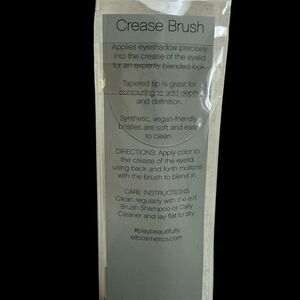 Crease Brush
Applies eyeshadow precisely
into the crease of the eyelid
for an expertly blended look
Tapered tip is great for
contouring to add depth
and definition.
Synthetic, vegan-friendly
bristles are soft and easy
to clean
DIRECTIONS: Apply color to
the crease of the eyelid,
using back and forth motions
with the brush to blend in.
CARE INSTRUCTIONS:
Clean regularly with the e.l.f.
Brush Shampoo or Daily
Cleaner and lay flat to dry
#playbeautifully
elfcosmetics.com